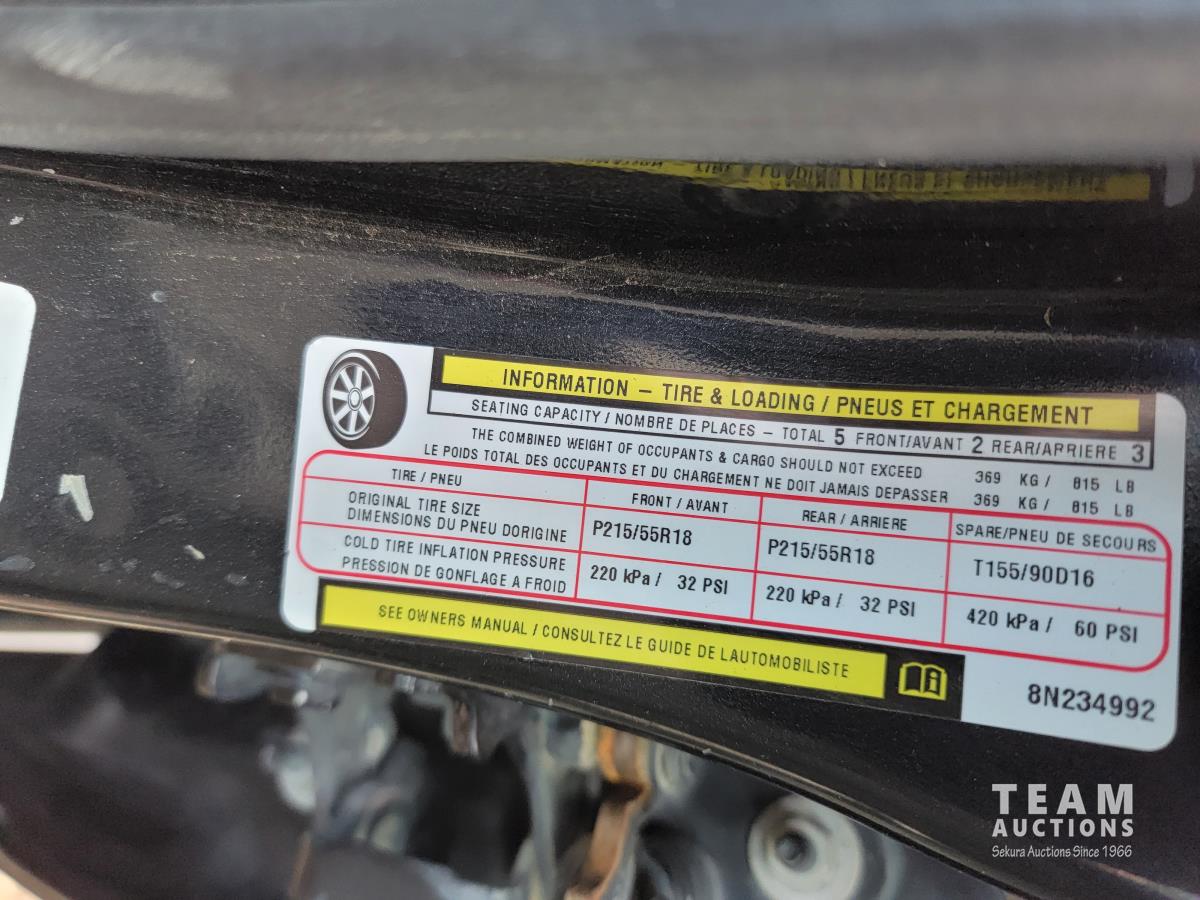 INFORMATION – TIRE & LOADING / PNEUS ET CHARGEMENT
SEATING CAPACITY / NOMBRE DE PLACES – TOTAL 5 FRONT/AVANT 2 REAR/ARRIERE 3
THE COMBINED WEIGHT OF OCCUPANTS & CARGO SHOULD NOT EXCEED 369 KG / 815 LB
LE POIDS TOTAL DES OCCUPANTS ET DU CHARGEMENT NE DOIT JAMAIS DEPASSER 369 KG / 815 LB
TIRE / PNEU FRONT / AVANT REAR / ARRIERE SPARE/PNEU DE SECOURS
ORIGINAL TIRE SIZE
DIMENSIONS DU PNEU DORIGINE P215/55R18 P215/55R18 T155/90D16
COLD TIRE INFLATION PRESSURE
PRESSION DE GONFLAGE A FROID 220 kPa / 32 PSI 220 kPa / 32 PSI 420 kPa / 60 PSI
SEE OWNERS MANUAL / CONSULTEZ LE GUIDE DE LAUTOMOBILISTE
8N234992
TEAM
AUCTIONS
Sekura Auctions Since 1966